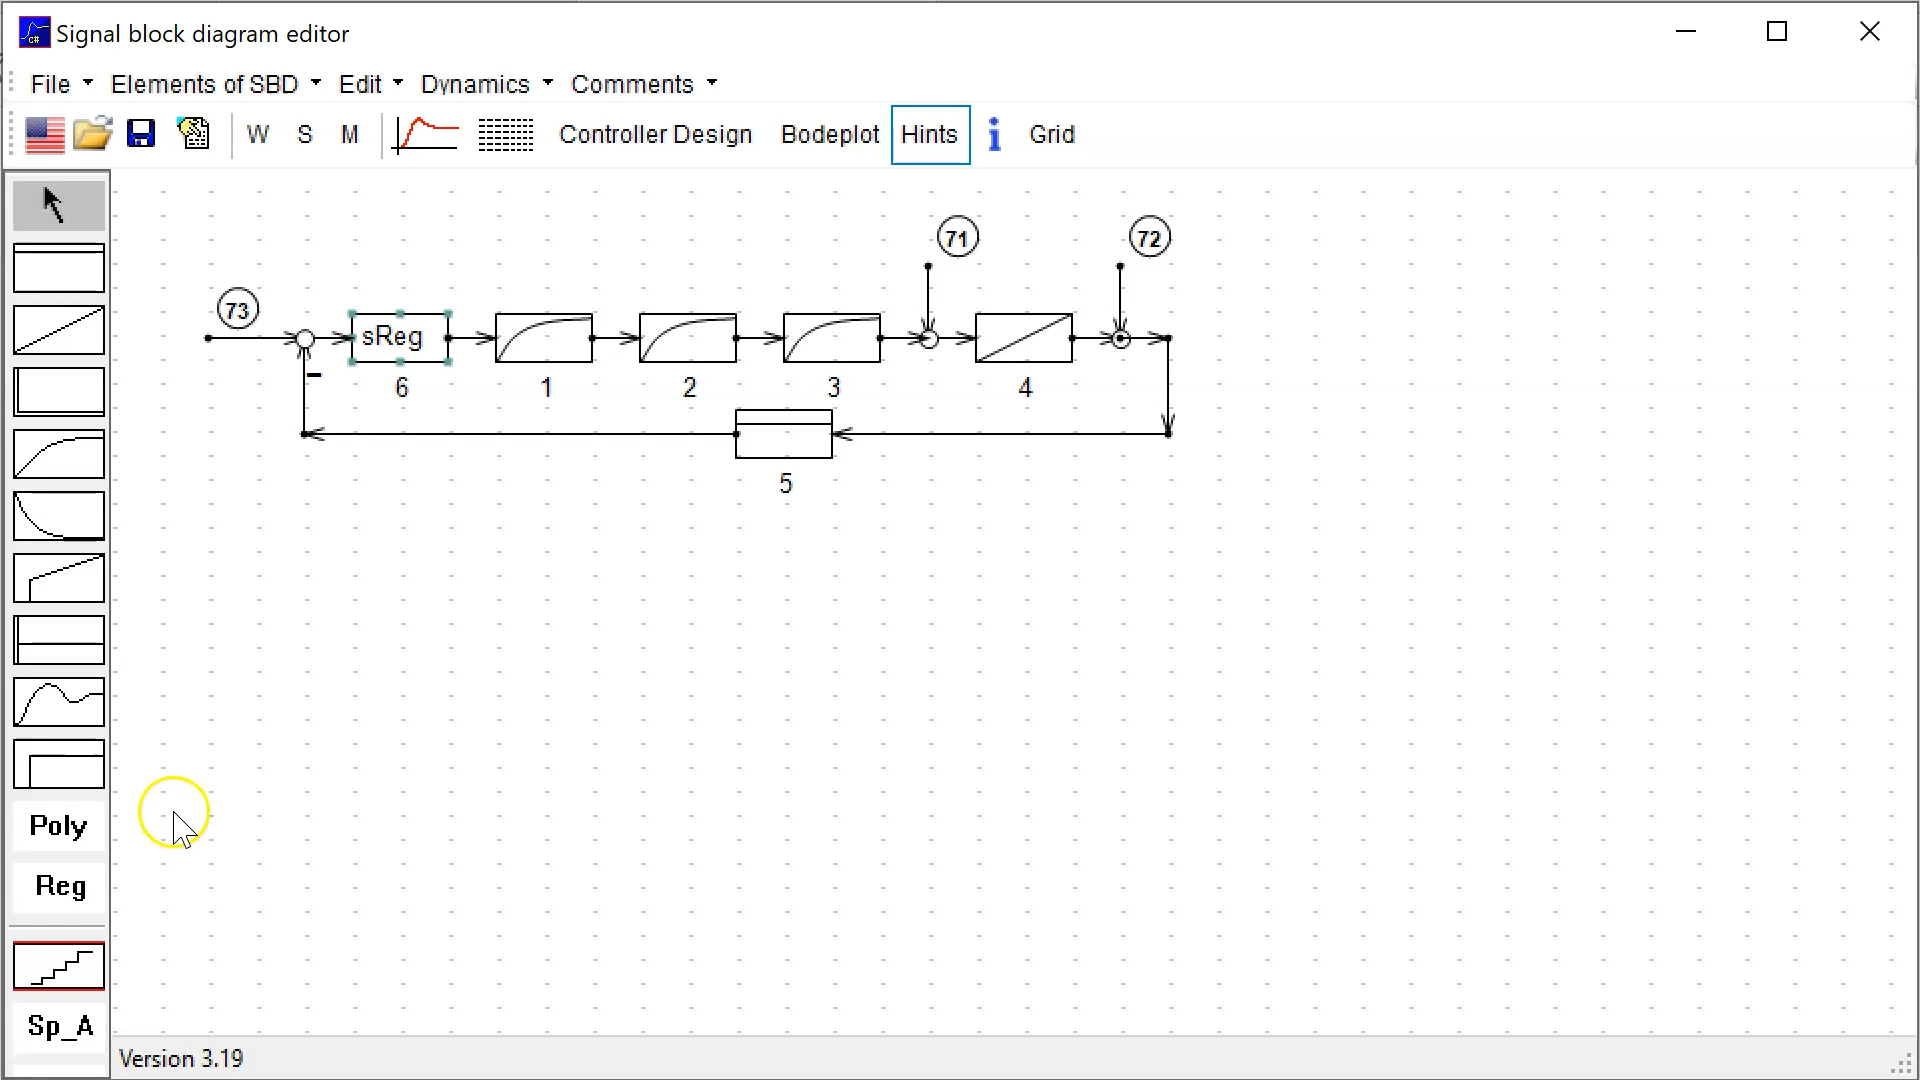 Signal block diagram editor
File Elements of SBD Edit Dynamics Comments
W S M Controller Design Bodeplot Hints i Grid
71 72
73
sReg
6 1 2 3 4
5
Poly
Reg
Sp_A
Version 3.19